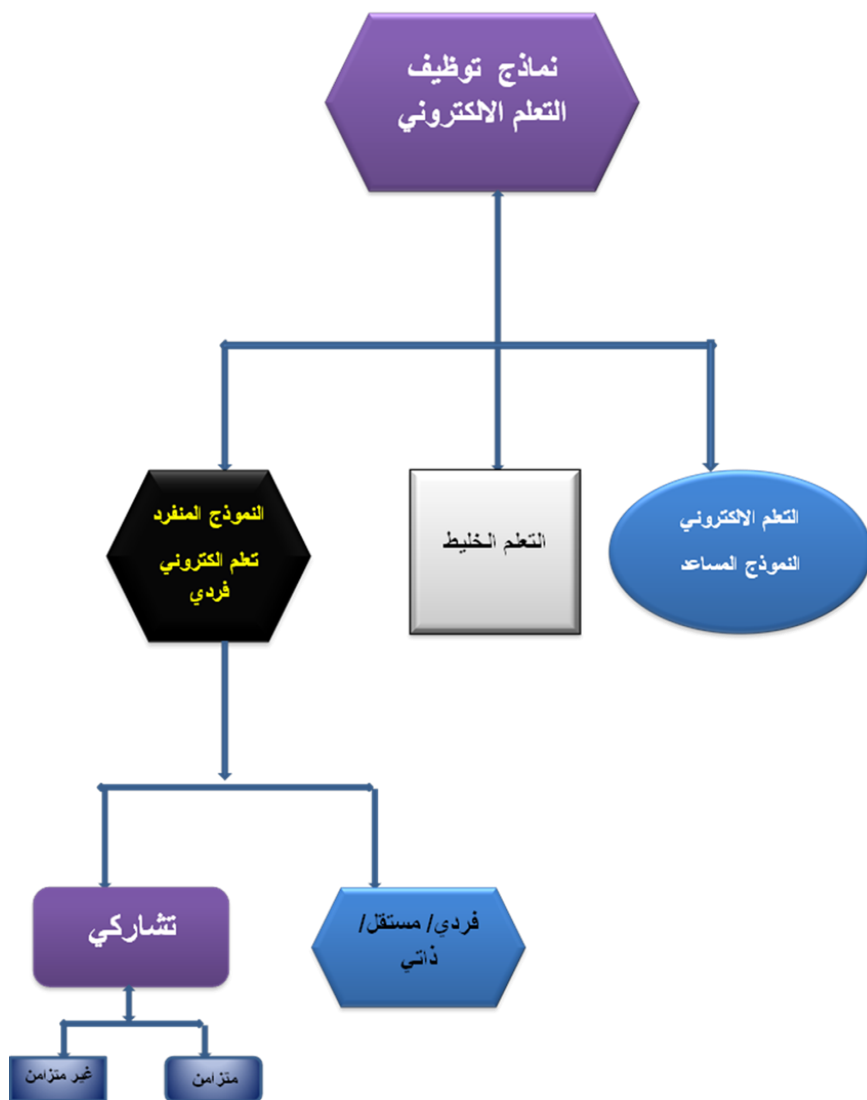 نماذج توظيف
التعلم الالكتروني
التعلم الالكتروني
النموذج المساعد
التعلم الخليط
النموذج المنفرد
تعلم الكتروني
فردي
فردي/ مستقل/
ذاتي
تشاركي
متزامن
غير متزامن